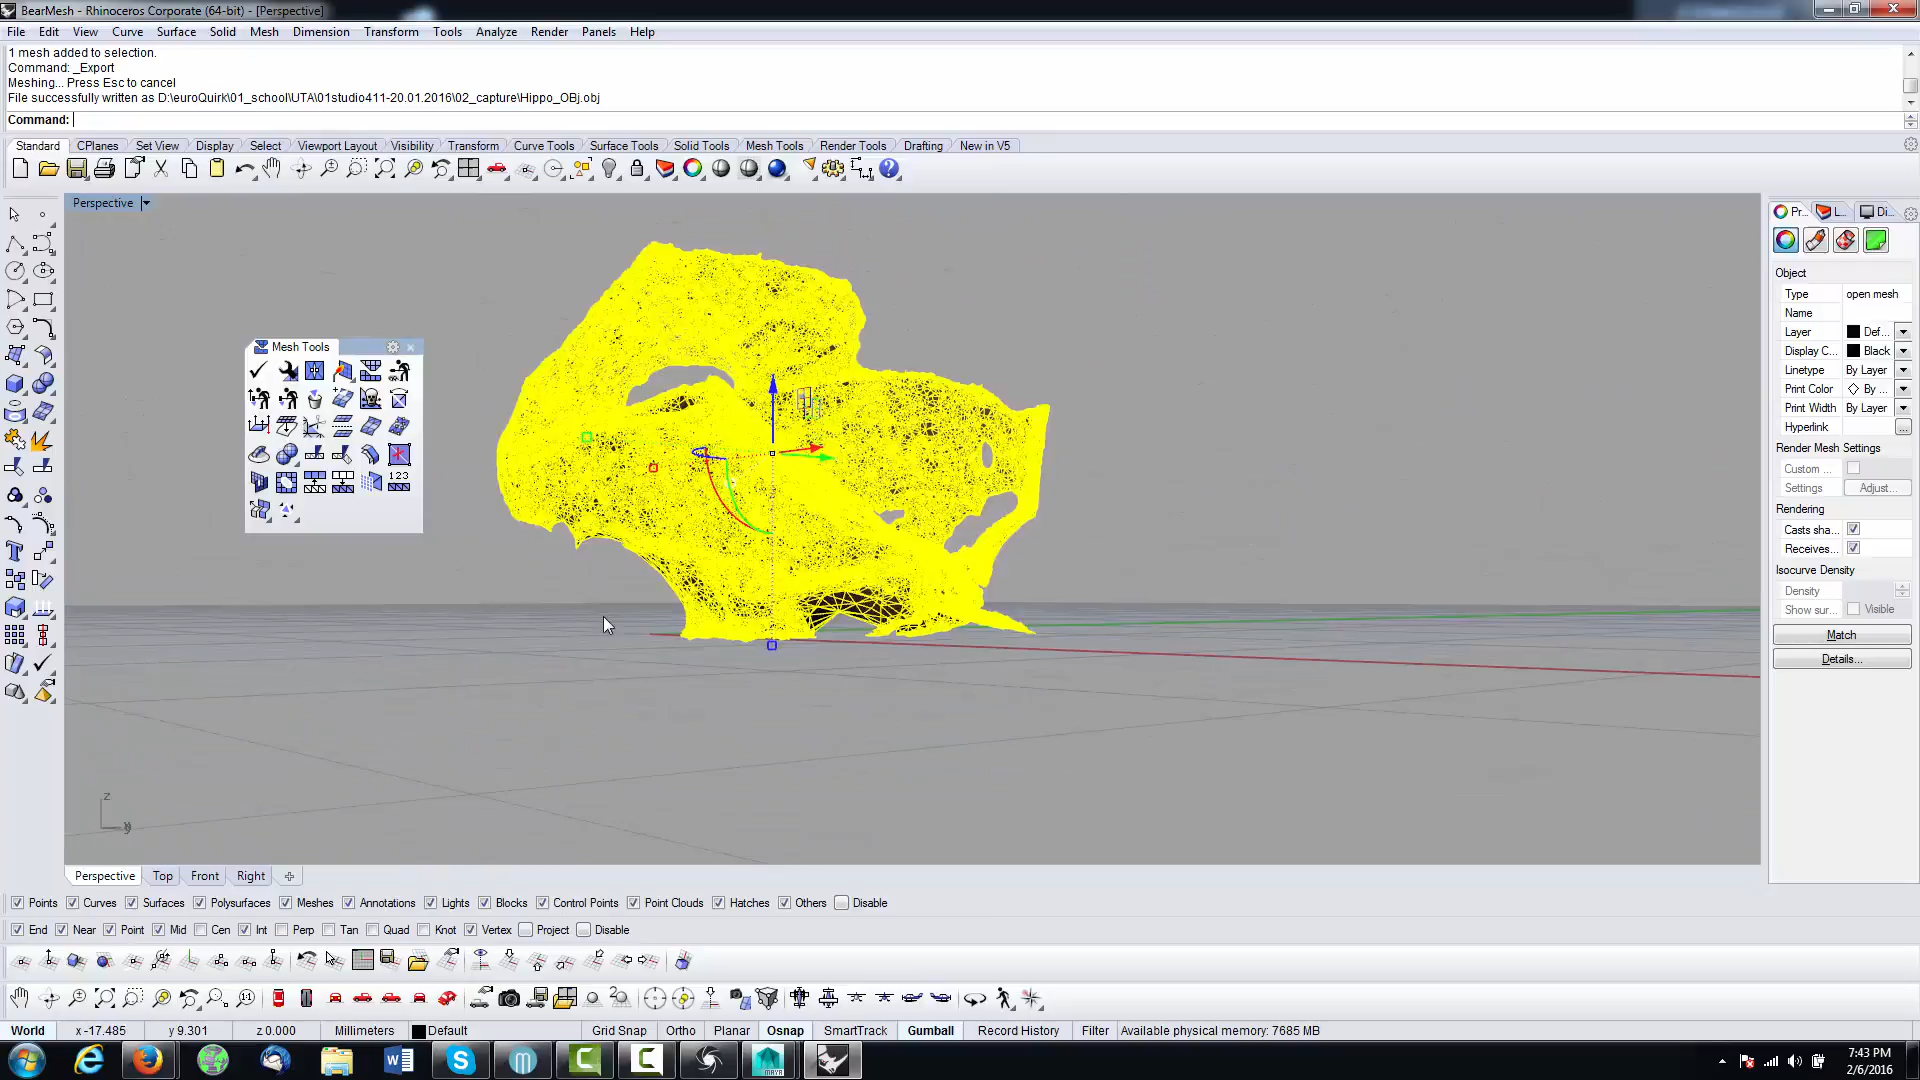 BearMesh - Rhinoceros Corporate (64-bit) - [Perspective]
File Edit View Curve Surface Solid Mesh Dimension Transform Tools Analyze Render Panels Help
1 mesh added to selection.
Command: _Export
Meshing... Press Esc to cancel
File successfully written as D:\euroQuirk\01_school\UTA\01studio411-20.01.2016\02_capture\Hippo_OBj.obj
Command:
Standard CPlanes Set View Display Select Viewport Layout Visibility Transform Curve Tools Surface Tools Solid Tools Mesh Tools Render Tools Drafting New in V5
Perspective
Pr... L... Di...
Object
Type open mesh
Name
Layer Def...
Display C... Black
Linetype By Layer
Print Color By ...
Print Width By Layer
Hyperlink ...
Render Mesh Settings
Custom ...
Settings Adjust...
Rendering
Casts sha...
Receives...
Isocurve Density
Density
Show sur... Visible
Match
Details...
Mesh Tools
123
z
Perspective Top Front Right
Points Curves Surfaces Polysurfaces Meshes Annotations Lights Blocks Control Points Point Clouds Hatches Others Disable
End Near Point Mid Cen Int Perp Tan Quad Knot Vertex Project Disable
World x -17.485 y 9.301 z 0.000 Millimeters Default Grid Snap Ortho Planar Osnap SmartTrack Gumball Record History Filter Available physical memory: 7685 MB
MAYA
7:43 PM
2/6/2016